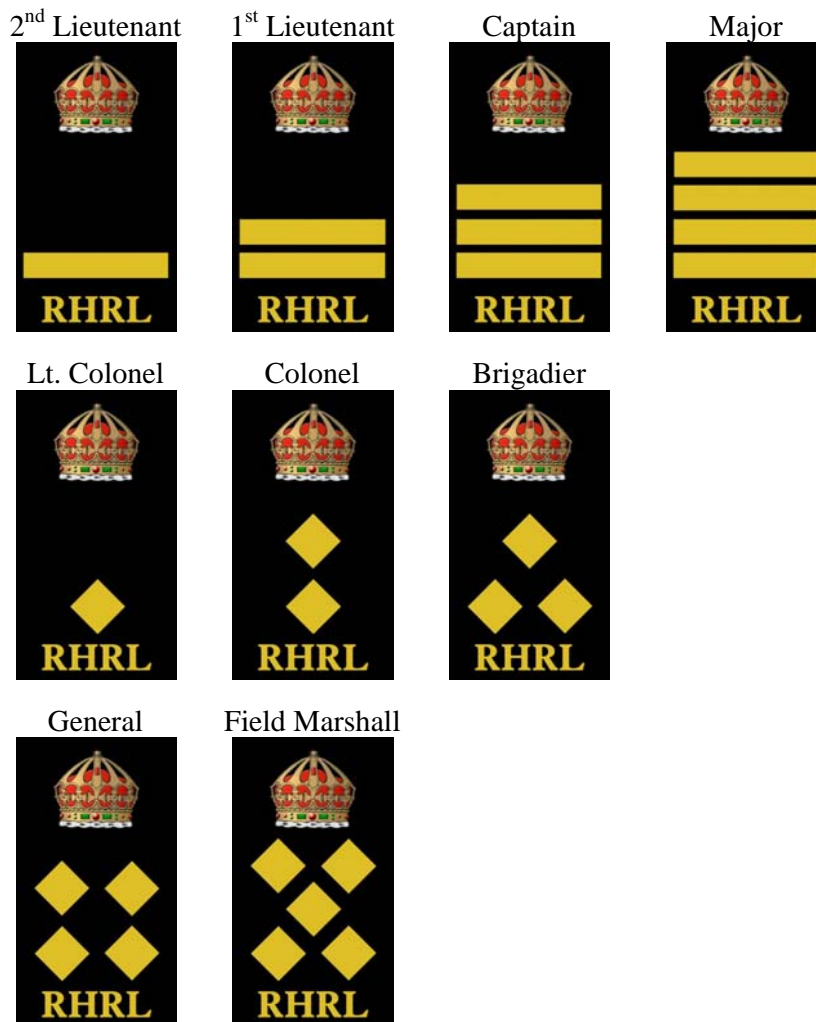 2nd Lieutenant 1st Lieutenant Captain Major
RHRL RHRL RHRL RHRL
Lt. Colonel Colonel Brigadier
RHRL RHRL RHRL
General Field Marshall
RHRL RHRL